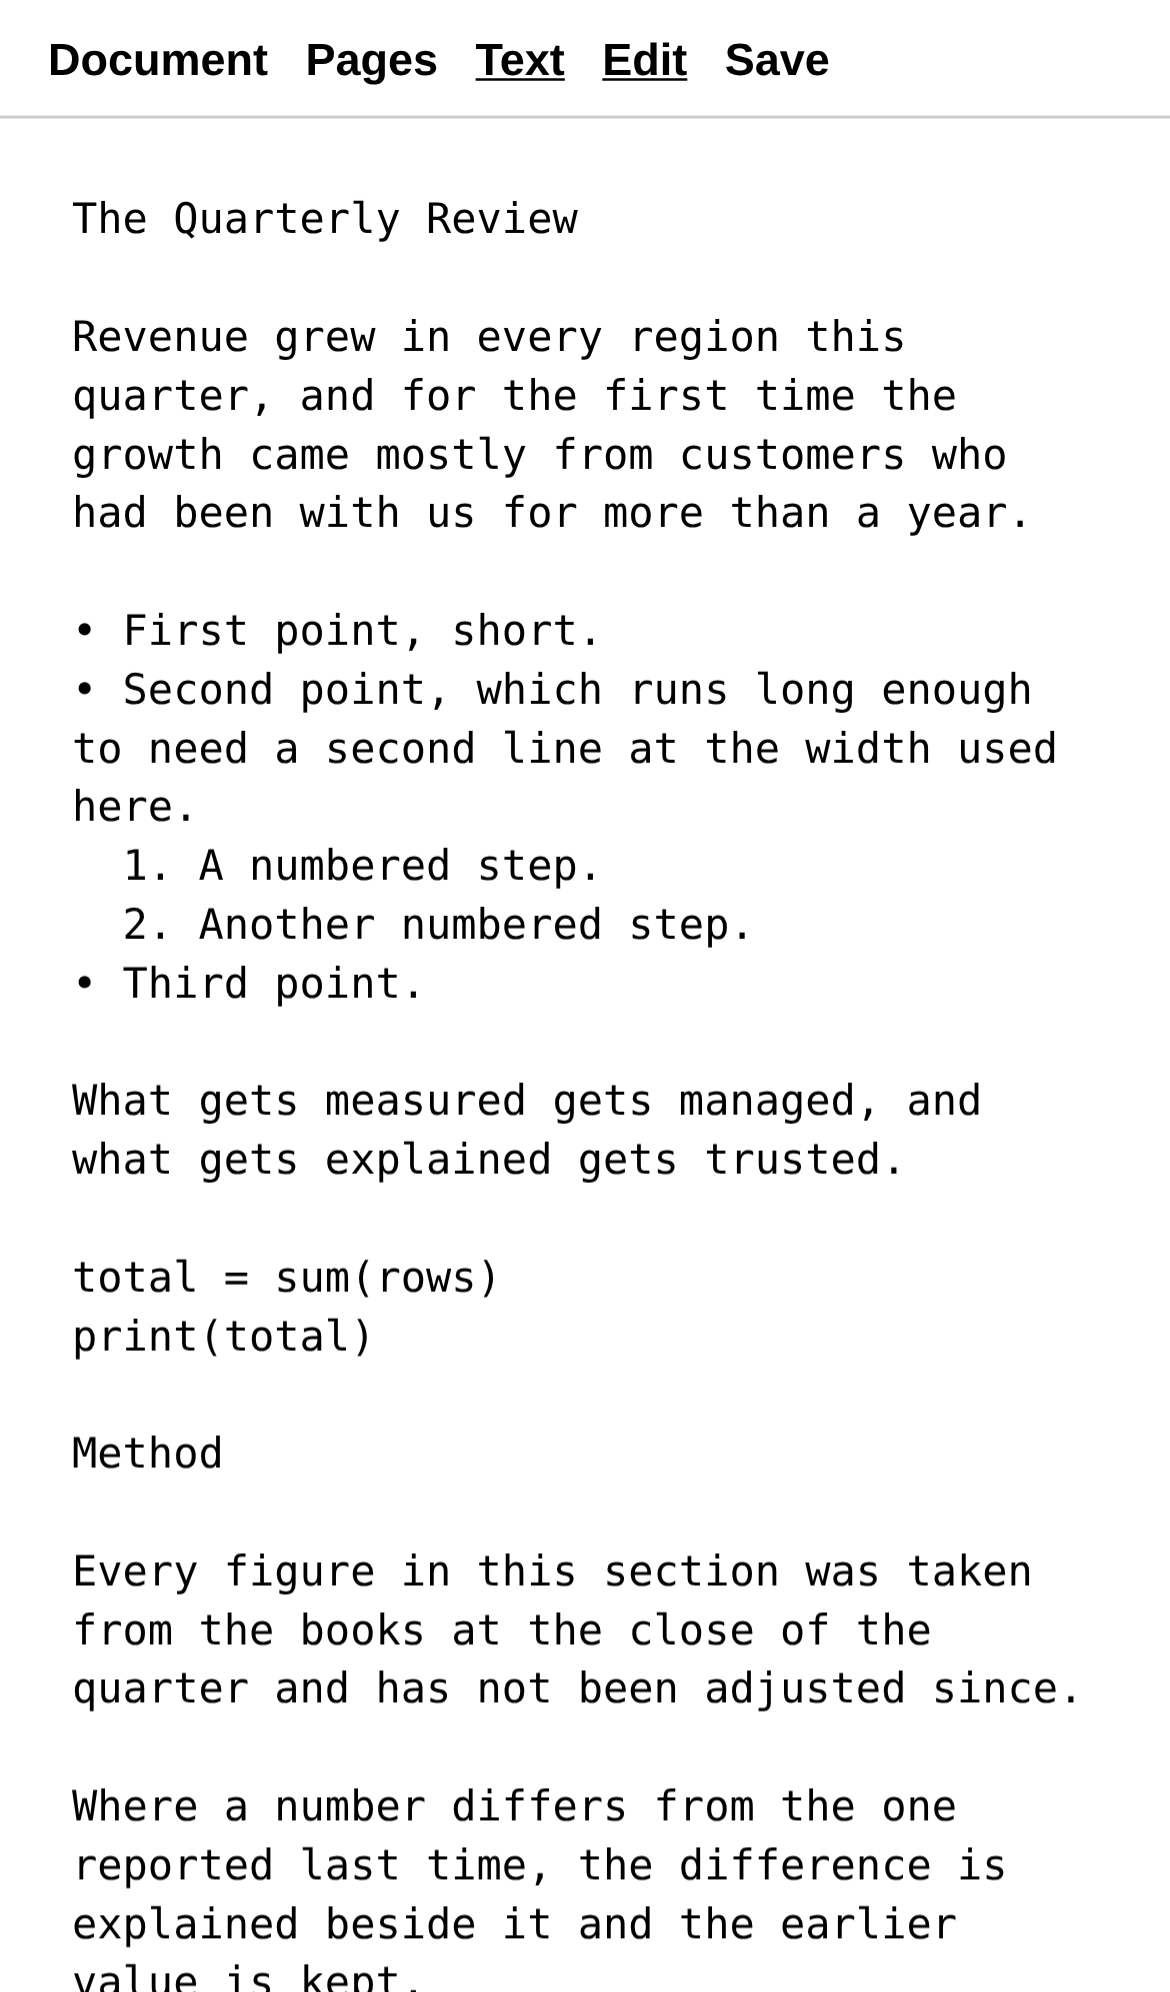 Document Pages Text Edit Save
The Quarterly Review
Revenue grew in every region this
quarter, and for the first time the
growth came mostly from customers who
had been with us for more than a year.
• First point, short.
• Second point, which runs long enough
to need a second line at the width used
here.
1. A numbered step.
2. Another numbered step.
• Third point.
What gets measured gets managed, and
what gets explained gets trusted.
total = sum(rows)
print(total)
Method
Every figure in this section was taken
from the books at the close of the
quarter and has not been adjusted since.
Where a number differs from the one
reported last time, the difference is
explained beside it and the earlier
value is kept.